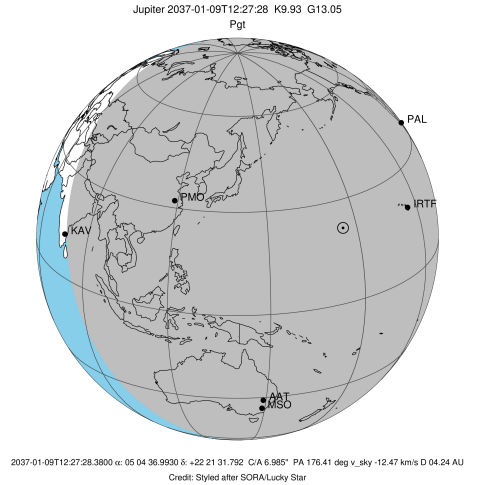 Jupiter 2037-01-09T12:27:28  K9.93  G13.05
Pgt
PAL
PMO
IRTF
KAV
AAT
MSO
2037-01-09T12:27:28.3800 α: 05 04 36.9930 δ: +22 21 31.792  C/A 6.985"  PA 176.41 deg v_sky -12.47 km/s D 04.24 AU
Credit: Styled after SORA/Lucky Star